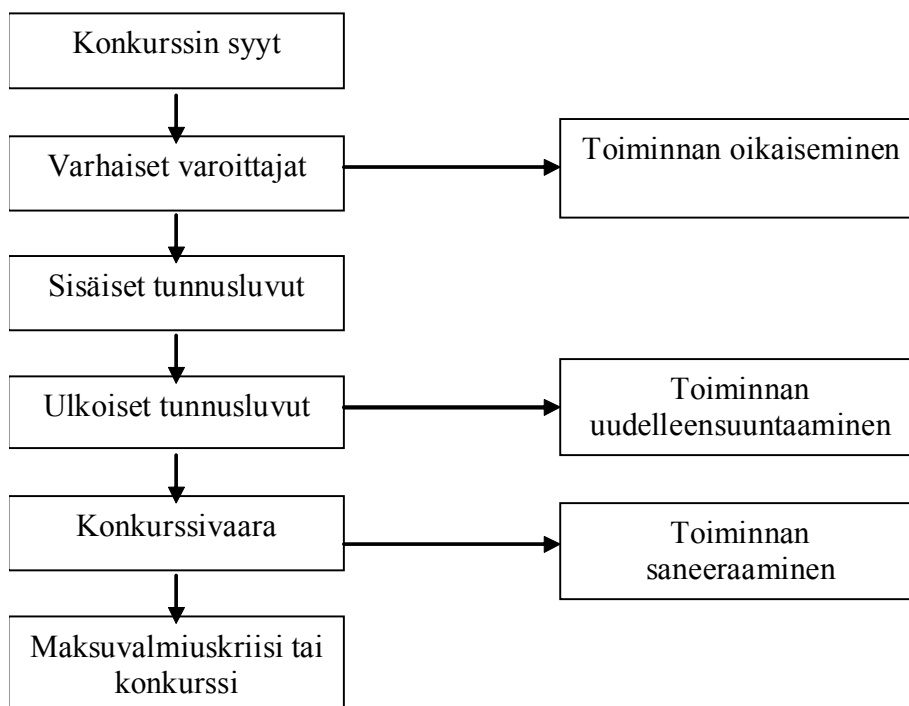 Konkurssin syyt
Varhaiset varoittajat
Toiminnan oikaiseminen
Sisäiset tunnusluvut
Ulkoiset tunnusluvut
Toiminnan
uudelleensuuntaaminen
Konkurssivaara
Toiminnan
saneeraaminen
Maksuvalmiuskriisi tai
konkurssi